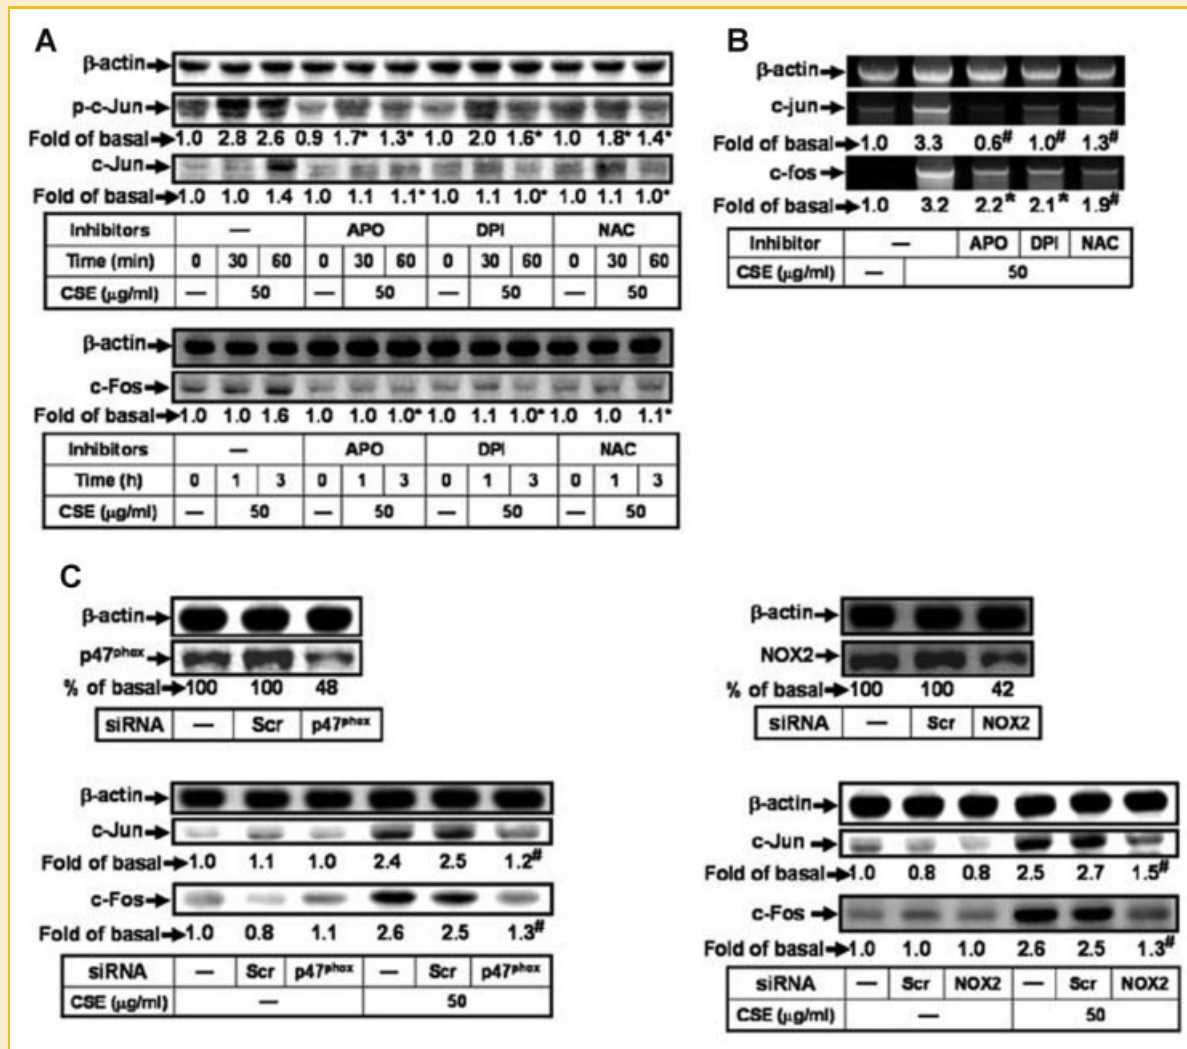 A
β-actin
p-c-Jun
Fold of basal 1.0 2.8 2.6 0.9 1.7* 1.3* 1.0 2.0 1.6* 1.0 1.8* 1.4*
c-Jun
Fold of basal 1.0 1.0 1.4 1.0 1.1 1.1* 1.0 1.1 1.0* 1.0 1.1 1.0*
Inhibitors — APO DPI NAC
Time (min) 0 30 60 0 30 60 0 30 60 0 30 60
CSE (μg/ml) — 50 — 50 — 50 — 50
β-actin
c-Fos
Fold of basal 1.0 1.0 1.6 1.0 1.0 1.0* 1.0 1.1 1.0* 1.0 1.0 1.1*
Inhibitors — APO DPI NAC
Time (h) 0 1 3 0 1 3 0 1 3 0 1 3
CSE (μg/ml) — 50 — 50 — 50 — 50
B
β-actin
c-jun
Fold of basal 1.0 3.3 0.6# 1.0# 1.3#
c-fos
Fold of basal 1.0 3.2 2.2* 2.1* 1.9#
Inhibitor — APO DPI NAC
CSE (μg/ml) — 50
C
β-actin
p47phox
% of basal 100 100 48
siRNA — Scr p47phox
β-actin
c-Jun
Fold of basal 1.0 1.1 1.0 2.4 2.5 1.2#
c-Fos
Fold of basal 1.0 0.8 1.1 2.6 2.5 1.3#
siRNA — Scr p47phox — Scr p47phox
CSE (μg/ml) — 50
β-actin
NOX2
% of basal 100 100 42
siRNA — Scr NOX2
β-actin
c-Jun
Fold of basal 1.0 0.8 0.8 2.5 2.7 1.5#
c-Fos
Fold of basal 1.0 1.0 1.0 2.6 2.5 1.3#
siRNA — Scr NOX2 — Scr NOX2
CSE (μg/ml) — 50